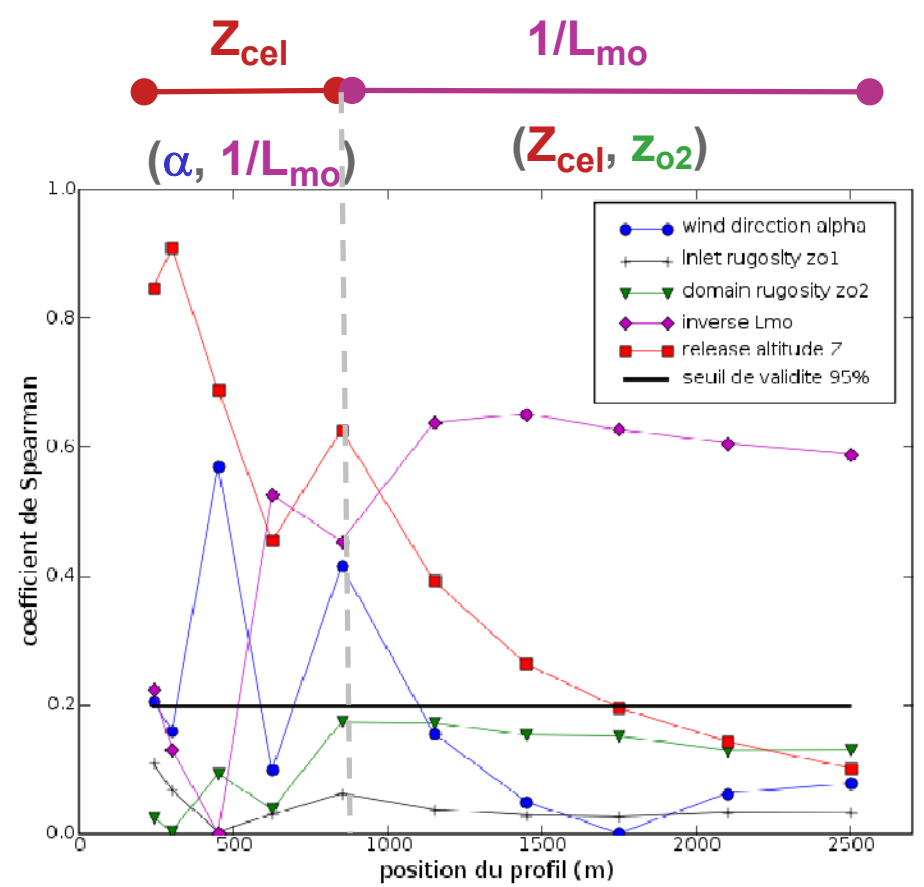 Zcel 1/Lmo
(α, 1/Lmo) (Zcel, zo2)
1.0
0.8
0.6
0.4
0.2
0.0
coefficient de Spearman
wind direction alpha
inlet rugosity zo1
domain rugosity zo2
inverse Lmo
release altitude Z
seuil de validite 95%
0 500 1000 1500 2000 2500
position du profil (m)